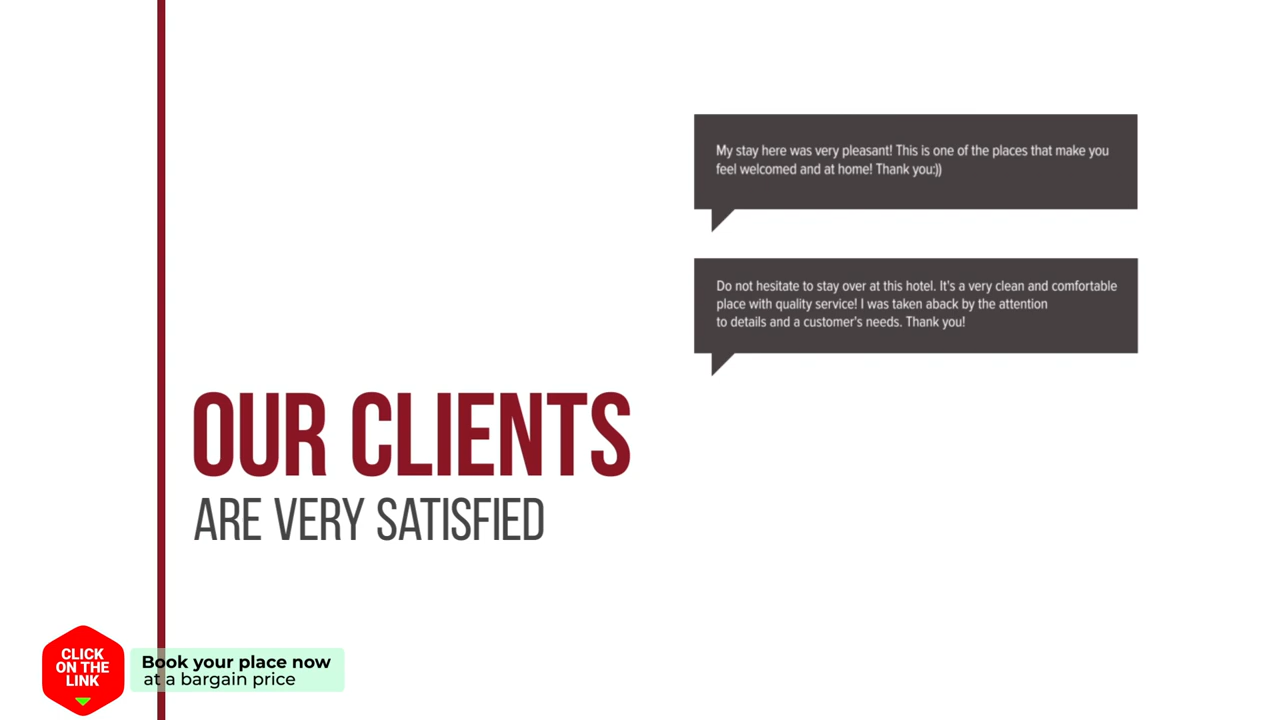 My stay here was very pleasant! This is one of the places that make you
feel welcomed and at home! Thank you:))
Do not hesitate to stay over at this hotel. It's a very clean and comfortable
place with quality service! I was taken aback by the attention
to details and a customer's needs. Thank you!
OUR CLIENTS
ARE VERY SATISFIED
CLICK
ON THE
LINK
Book your place now
at a bargain price